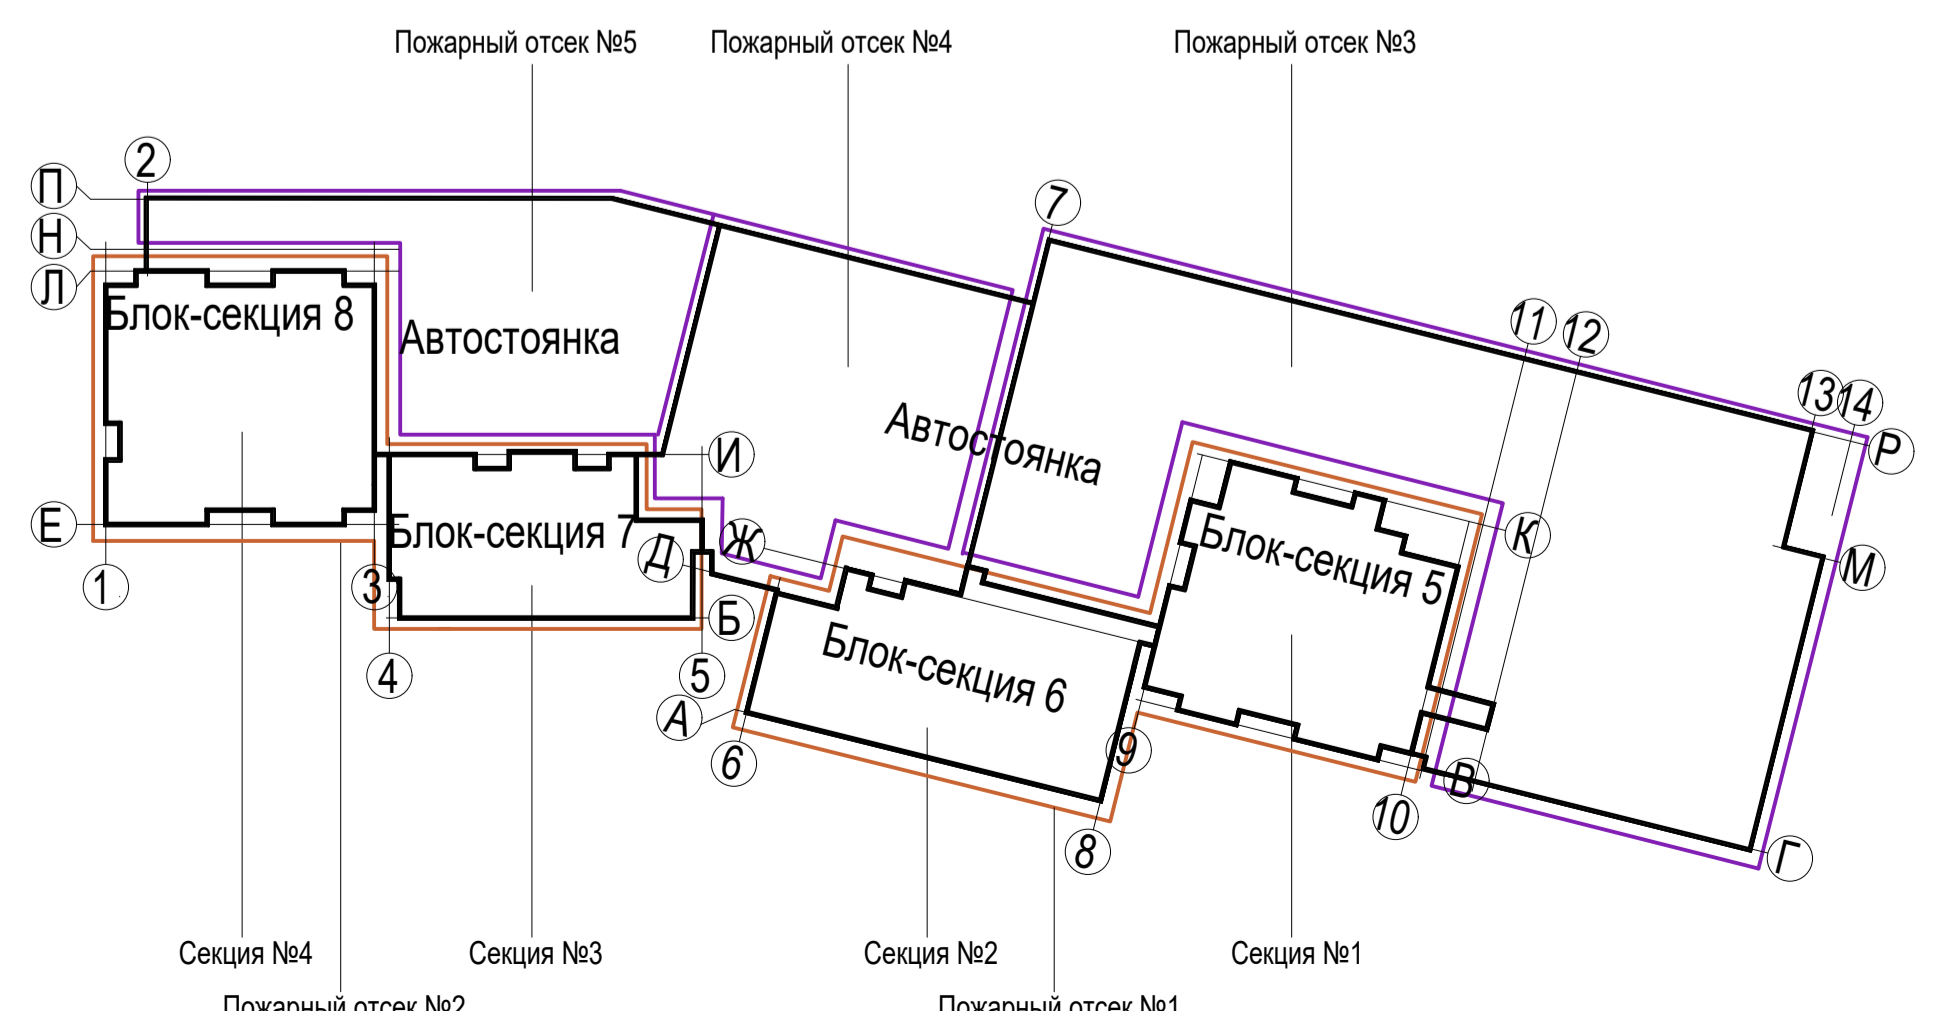 Пожарный отсек №5
Пожарный отсек №4
Пожарный отсек №3
2
П
7
Н
Л
Блок-секция 8
11
12
Автостоянка
13
14
Автостоянка
Р
И
Е
Блок-секция 7
Ж
К
Блок-секция 5
Д
М
1
3
Б
Блок-секция 6
4
5
А
6
9
В
10
8
Г
Секция №4
Секция №3
Секция №2
Секция №1
Пожарный отсек №2
Пожарный отсек №1